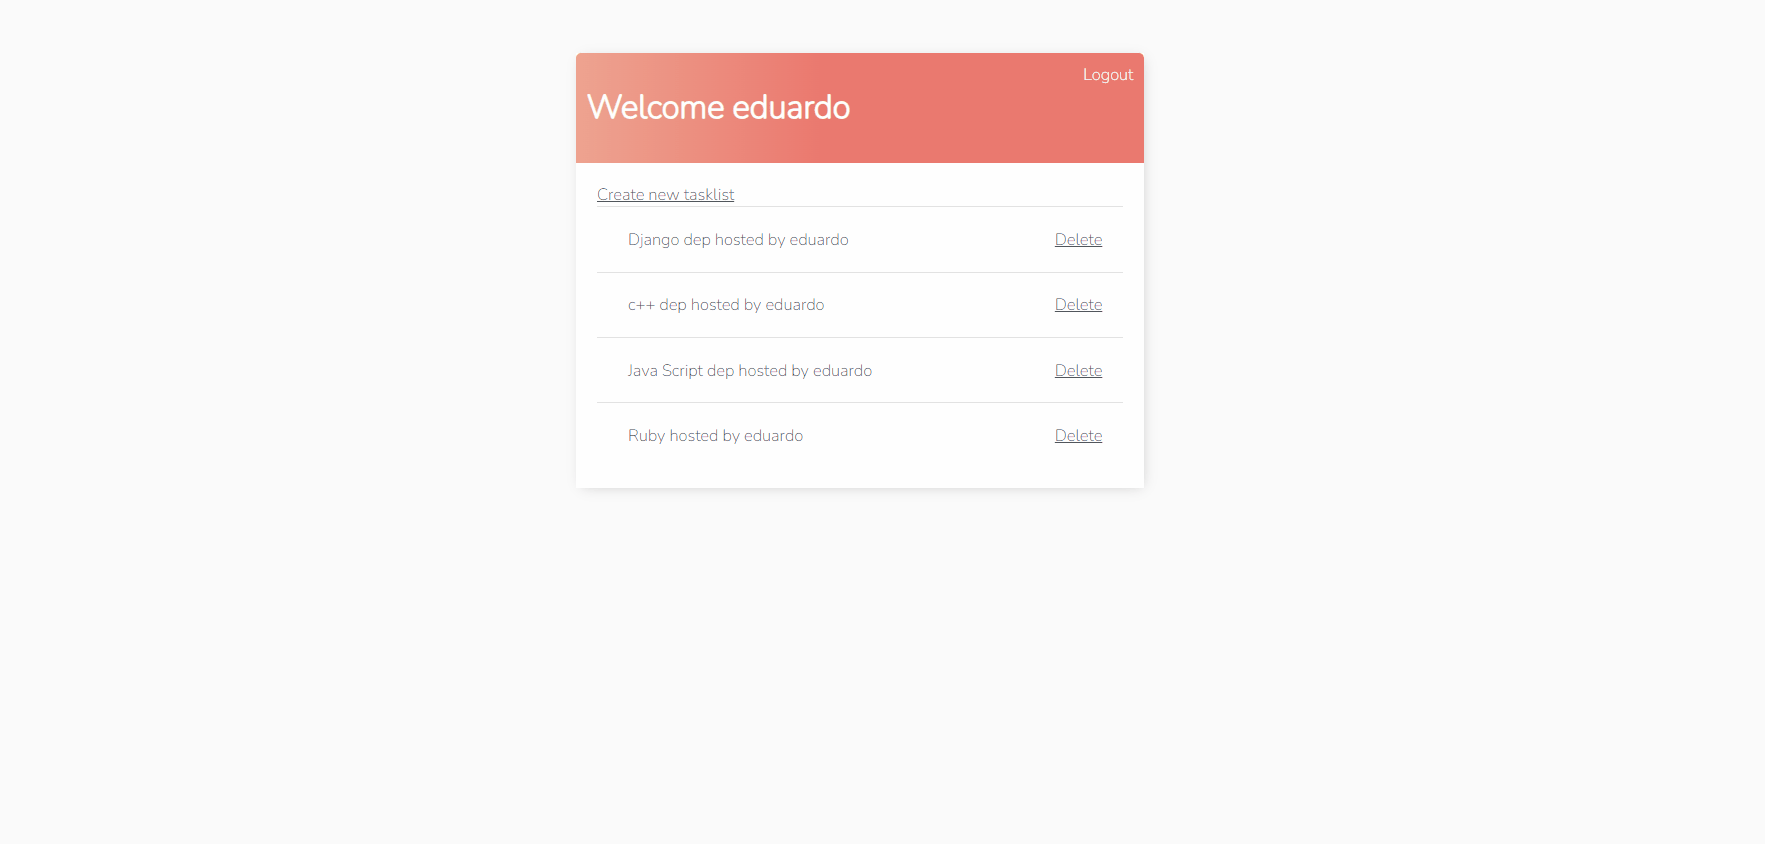 Logout
Welcome eduardo
Create new tasklist
Django dep hosted by eduardo Delete
c++ dep hosted by eduardo Delete
Java Script dep hosted by eduardo Delete
Ruby hosted by eduardo Delete